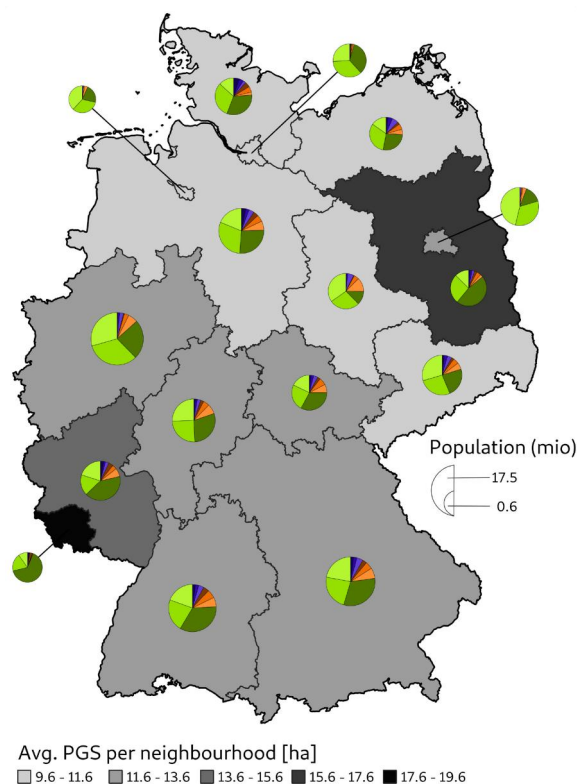 Population (mio)
17.5
0.6
Avg. PGS per neighbourhood [ha]
9.6 - 11.6 11.6 - 13.6 13.6 - 15.6 15.6 - 17.6 17.6 - 19.6